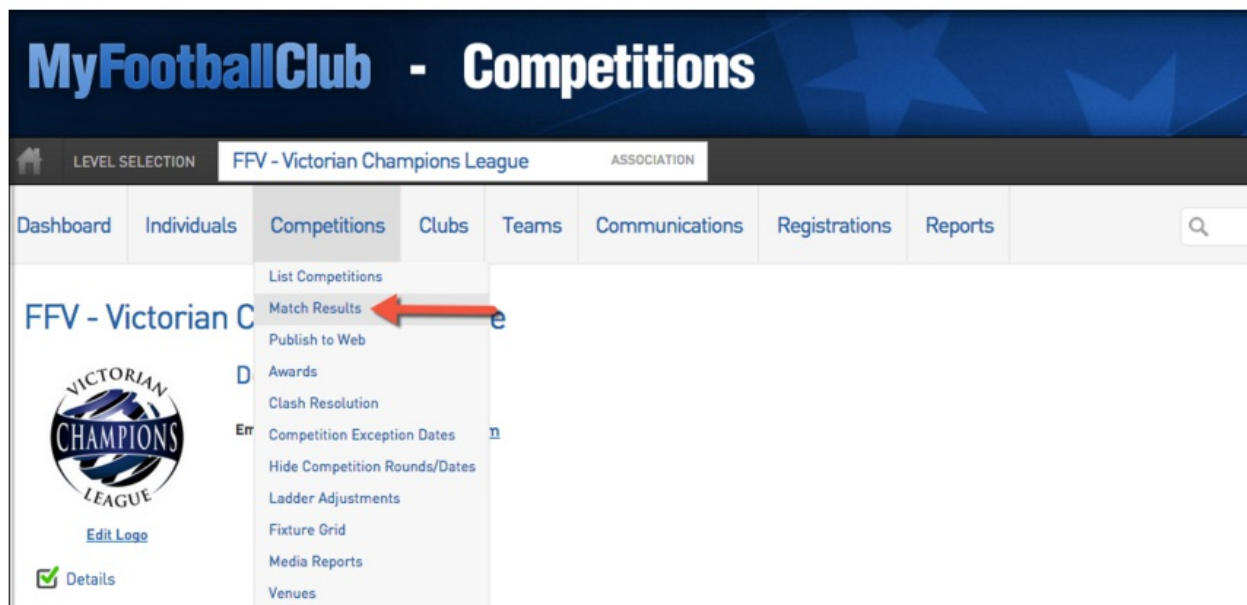 MyFootballClub - Competitions
LEVEL SELECTION FFV - Victorian Champions League ASSOCIATION
Dashboard Individuals Competitions Clubs Teams Communications Registrations Reports
List Competitions
Match Results
FFV - Victorian C e
Publish to Web
VICTORIAN
CHAMPIONS
LEAGUE
D
Awards
Clash Resolution
Em
Competition Exception Dates
m
Hide Competition Rounds/Dates
Ladder Adjustments
Edit Logo
Fixture Grid
Media Reports
Details
Venues